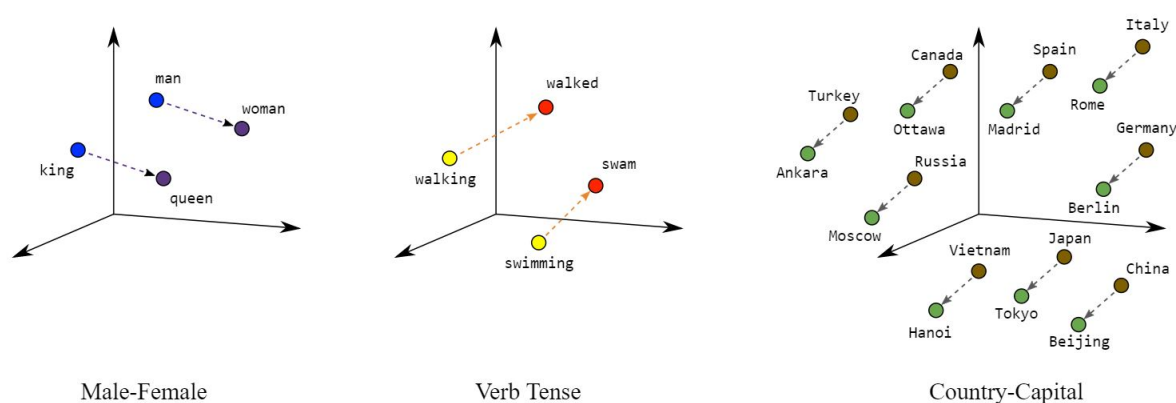 man
woman
king
queen
Male-Female
walked
walking
swam
swimming
Verb Tense
Italy
Canada
Spain
Rome
Turkey
Ottawa
Madrid
Germany
Ankara
Russia
Berlin
Moscow
Vietnam
Japan
China
Hanoi
Tokyo
Beijing
Country-Capital